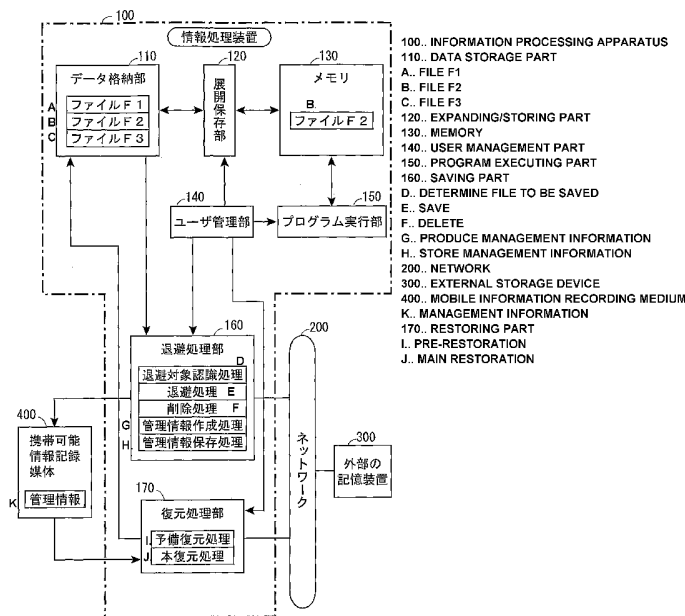 100
情報処理装置
110
データ格納部
A ファイルF1
B ファイルF2
C ファイルF3
120
展開保存部
130
メモリ
B.
ファイルF2
140
ユーザ管理部
150
プログラム実行部
160
退避処理部
D
退避対象認識処理
退避処理 E
削除処理 F
G 管理情報作成処理
H. 管理情報保存処理
200
ネットワーク
300
外部の
記憶装置
400
携帯可能
情報記録
媒体
K 管理情報
170
復元処理部
I. 予備復元処理
J. 本復元処理
100.. INFORMATION PROCESSING APPARATUS
110.. DATA STORAGE PART
A.. FILE F1
B.. FILE F2
C.. FILE F3
120.. EXPANDING/STORING PART
130.. MEMORY
140.. USER MANAGEMENT PART
150.. PROGRAM EXECUTING PART
160.. SAVING PART
D.. DETERMINE FILE TO BE SAVED
E.. SAVE
F.. DELETE
G.. PRODUCE MANAGEMENT INFORMATION
H.. STORE MANAGEMENT INFORMATION
200.. NETWORK
300.. EXTERNAL STORAGE DEVICE
400.. MOBILE INFORMATION RECORDING MEDIUM
K.. MANAGEMENT INFORMATION
170.. RESTORING PART
I.. PRE-RESTORATION
J.. MAIN RESTORATION